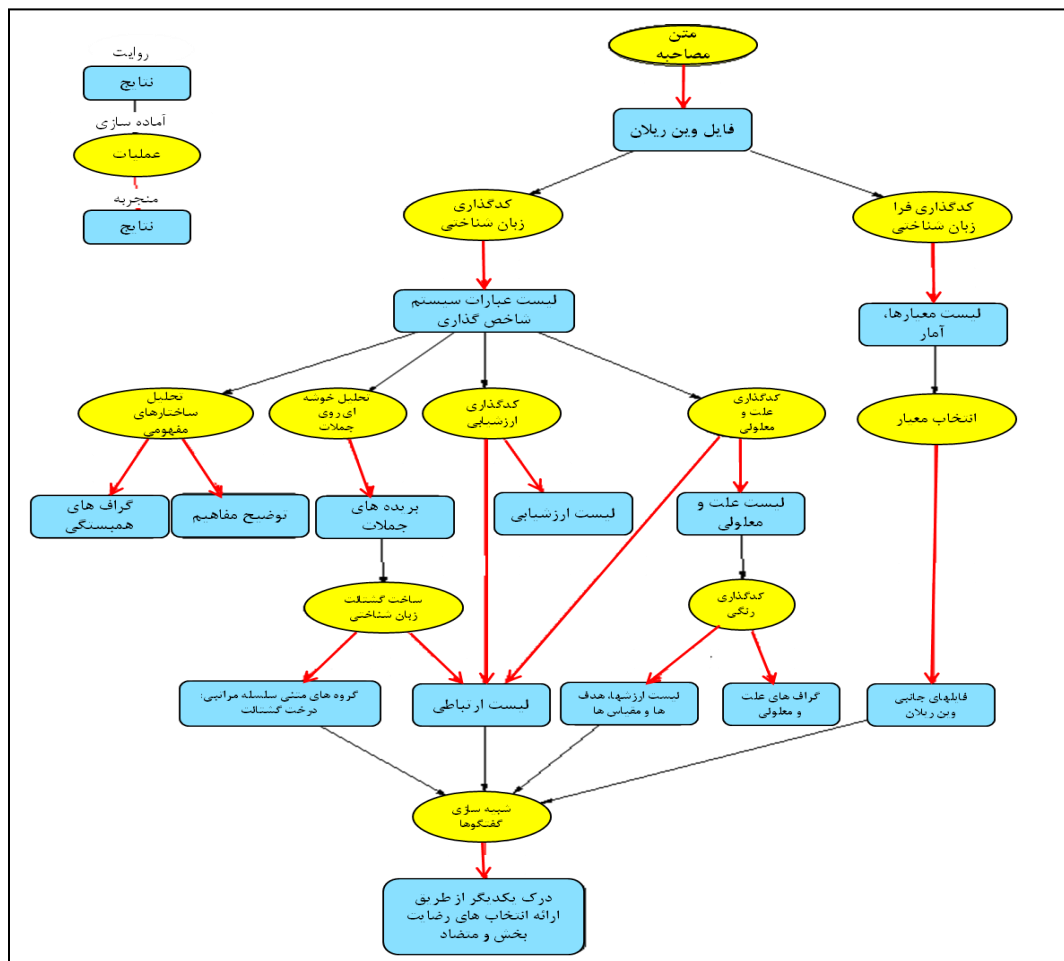 روایت
نتایج
آماده سازی
عملیات
منجربه
نتایج
متن
مصاحبه
فایل وین ریلان
کدگذاری
زبان شناختی
کدگذاری فرا
زبان شناختی
لیست عبارات سیستم
شاخص گذاری
لیست معیارها،
آمار
تحلیل
ساختارهای
مفهومی
تحلیل خوشه
ای روی
جملات
کدگذاری
ارزشیابی
کدگذاری
علت و
معلولی
انتخاب معیار
گراف های
همبستگی
توضیح مفاهیم
بریده های
جملات
لیست ارزشیابی
لیست علت و
معلولی
ساخت گشتالت
زبان شناختی
کدگذاری
رنگی
گروه های متنی سلسله مراتبی:
درخت گشتالت
لیست ارتباطی
لیست ارزشها، هدف
ها و مقیاس ها
گراف های علت
و معلولی
فایلهای جانبی
وین ریلان
شبیه سازی
گفتگوها
درک یکدیگر از طریق
ارائه انتخاب های رضایت
بخش و متضاد